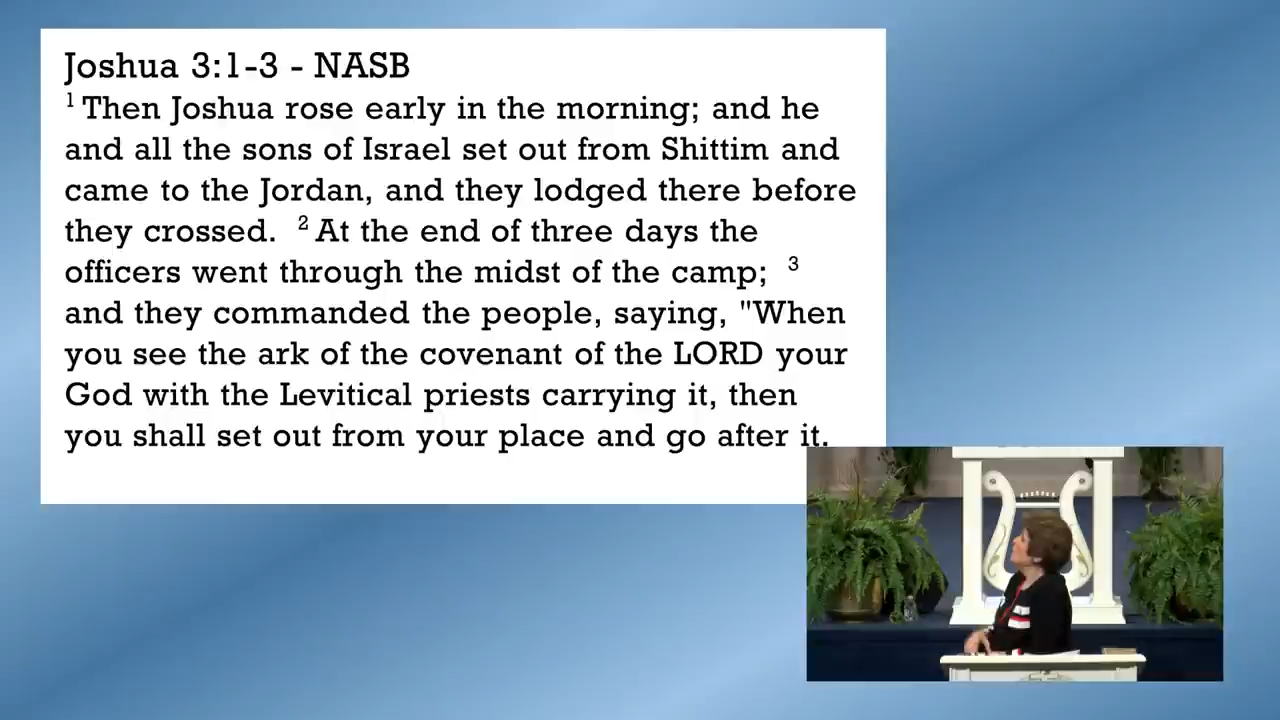 Joshua 3:1-3 - NASB
1 Then Joshua rose early in the morning; and he
and all the sons of Israel set out from Shittim and
came to the Jordan, and they lodged there before
they crossed. 2 At the end of three days the
officers went through the midst of the camp; 3
and they commanded the people, saying, "When
you see the ark of the covenant of the LORD your
God with the Levitical priests carrying it, then
you shall set out from your place and go after it.